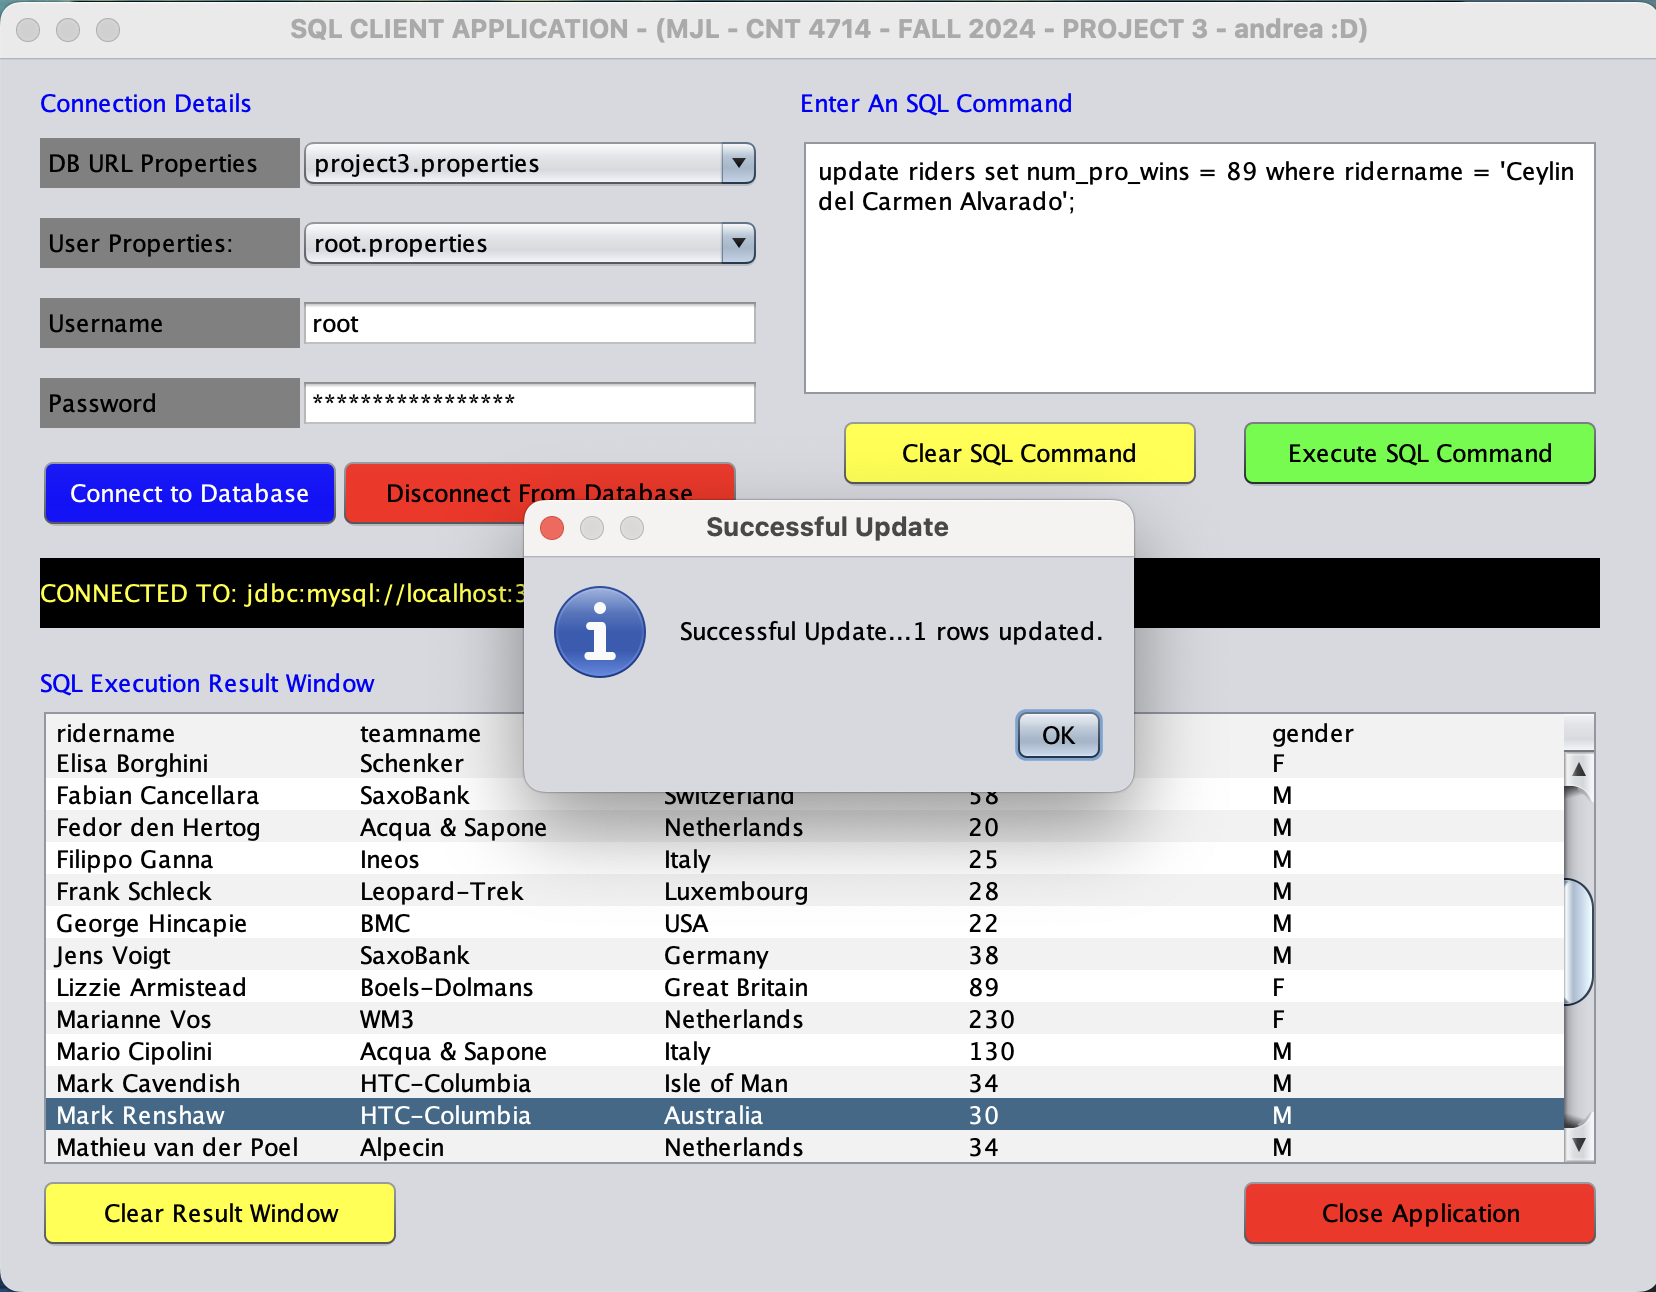 SQL CLIENT APPLICATION - (MJL - CNT 4714 - FALL 2024 - PROJECT 3 - andrea :D)
Connection Details
DB URL Properties project3.properties
User Properties: root.properties
Username root
Password *****************
Connect to Database Disconnect From Database
Enter An SQL Command
update riders set num_pro_wins = 89 where ridername = 'Ceylin
del Carmen Alvarado';
Clear SQL Command Execute SQL Command
CONNECTED TO: jdbc:mysql://localhost:3
Successful Update
Successful Update...1 rows updated.
OK
SQL Execution Result Window
ridername teamname gender
Elisa Borghini Schenker F
Fabian Cancellara SaxoBank Switzerland 58 M
Fedor den Hertog Acqua & Sapone Netherlands 20 M
Filippo Ganna Ineos Italy 25 M
Frank Schleck Leopard-Trek Luxembourg 28 M
George Hincapie BMC USA 22 M
Jens Voigt SaxoBank Germany 38 M
Lizzie Armistead Boels-Dolmans Great Britain 89 F
Marianne Vos WM3 Netherlands 230 F
Mario Cipolini Acqua & Sapone Italy 130 M
Mark Cavendish HTC-Columbia Isle of Man 34 M
Mark Renshaw HTC-Columbia Australia 30 M
Mathieu van der Poel Alpecin Netherlands 34 M
Clear Result Window Close Application